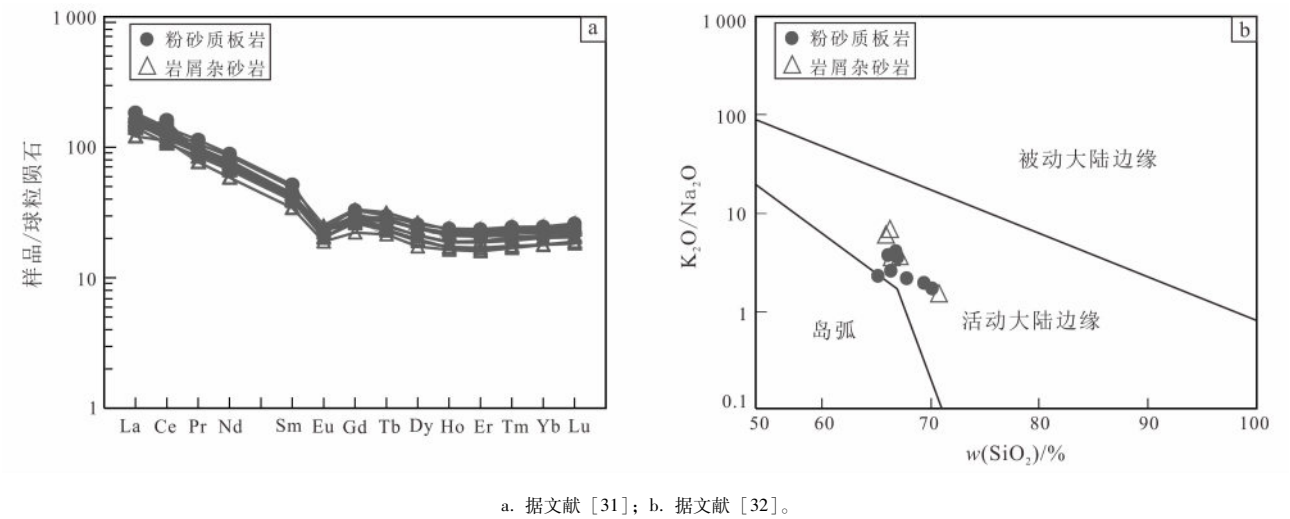 a
粉砂质板岩
岩屑杂砂岩
1 000
100
10
1
样品/球粒陨石
La Ce Pr Nd Sm Eu Gd Tb Dy Ho Er Tm Yb Lu
b
粉砂质板岩
岩屑杂砂岩
1 000
100
10
1
0.1
K₂O/Na₂O
被动大陆边缘
活动大陆边缘
岛弧
50 60 70 80 90 100
w(SiO₂)/%
a. 据文献［31］; b. 据文献［32］。